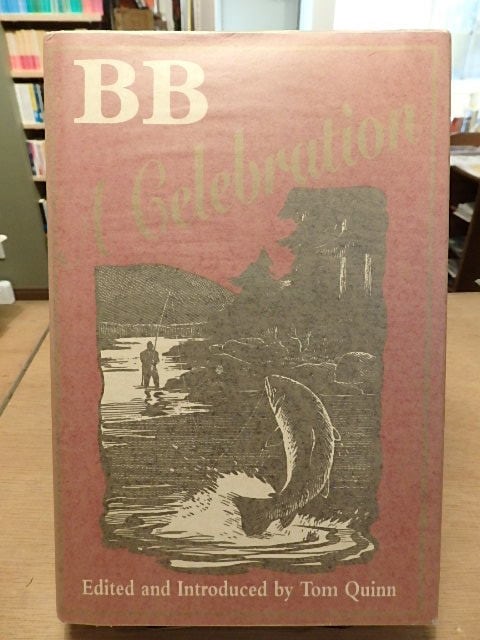 BB
A Celebration
Edited and Introduced by Tom Quinn